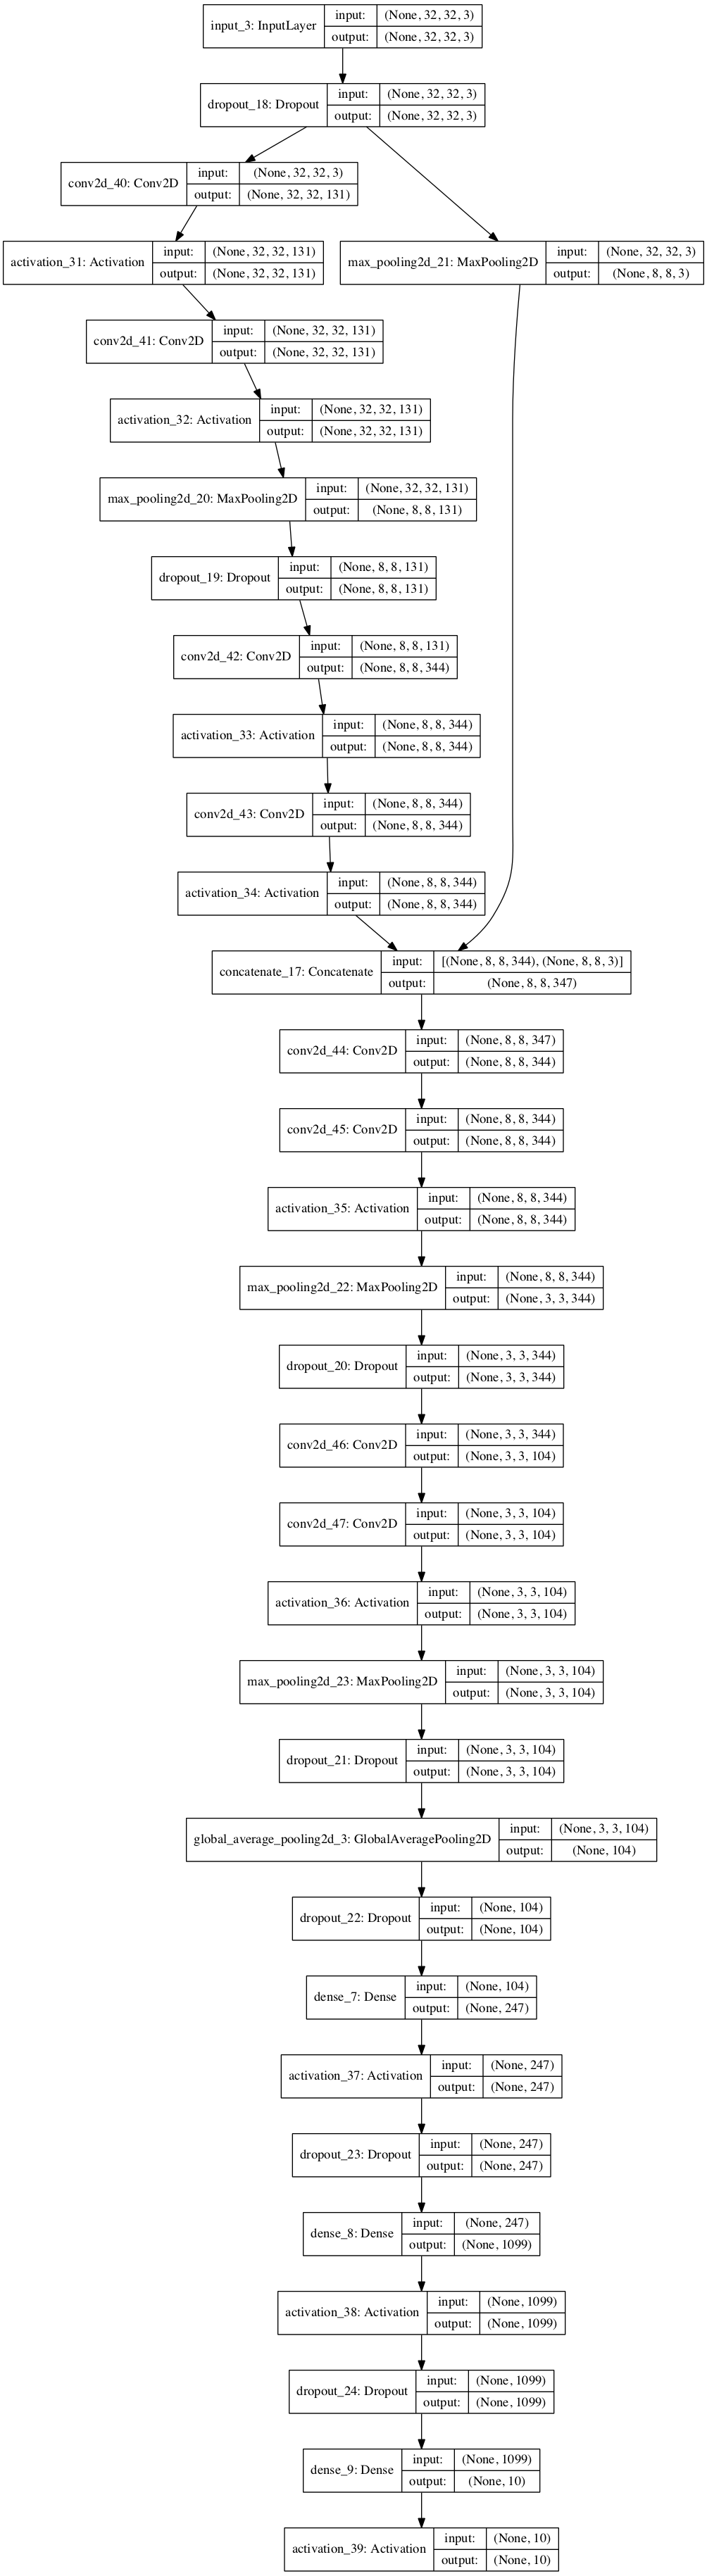 input_3: InputLayer
input: (None, 32, 32, 3)
output: (None, 32, 32, 3)
dropout_18: Dropout
input: (None, 32, 32, 3)
output: (None, 32, 32, 3)
conv2d_40: Conv2D
input: (None, 32, 32, 3)
output: (None, 32, 32, 131)
activation_31: Activation
input: (None, 32, 32, 131)
output: (None, 32, 32, 131)
max_pooling2d_21: MaxPooling2D
input: (None, 32, 32, 3)
output: (None, 8, 8, 3)
conv2d_41: Conv2D
input: (None, 32, 32, 131)
output: (None, 32, 32, 131)
activation_32: Activation
input: (None, 32, 32, 131)
output: (None, 32, 32, 131)
max_pooling2d_20: MaxPooling2D
input: (None, 32, 32, 131)
output: (None, 8, 8, 131)
dropout_19: Dropout
input: (None, 8, 8, 131)
output: (None, 8, 8, 131)
conv2d_42: Conv2D
input: (None, 8, 8, 131)
output: (None, 8, 8, 344)
activation_33: Activation
input: (None, 8, 8, 344)
output: (None, 8, 8, 344)
conv2d_43: Conv2D
input: (None, 8, 8, 344)
output: (None, 8, 8, 344)
activation_34: Activation
input: (None, 8, 8, 344)
output: (None, 8, 8, 344)
concatenate_17: Concatenate
input: [(None, 8, 8, 344), (None, 8, 8, 3)]
output: (None, 8, 8, 347)
conv2d_44: Conv2D
input: (None, 8, 8, 347)
output: (None, 8, 8, 344)
conv2d_45: Conv2D
input: (None, 8, 8, 344)
output: (None, 8, 8, 344)
activation_35: Activation
input: (None, 8, 8, 344)
output: (None, 8, 8, 344)
max_pooling2d_22: MaxPooling2D
input: (None, 8, 8, 344)
output: (None, 3, 3, 344)
dropout_20: Dropout
input: (None, 3, 3, 344)
output: (None, 3, 3, 344)
conv2d_46: Conv2D
input: (None, 3, 3, 344)
output: (None, 3, 3, 104)
conv2d_47: Conv2D
input: (None, 3, 3, 104)
output: (None, 3, 3, 104)
activation_36: Activation
input: (None, 3, 3, 104)
output: (None, 3, 3, 104)
max_pooling2d_23: MaxPooling2D
input: (None, 3, 3, 104)
output: (None, 3, 3, 104)
dropout_21: Dropout
input: (None, 3, 3, 104)
output: (None, 3, 3, 104)
global_average_pooling2d_3: GlobalAveragePooling2D
input: (None, 3, 3, 104)
output: (None, 104)
dropout_22: Dropout
input: (None, 104)
output: (None, 104)
dense_7: Dense
input: (None, 104)
output: (None, 247)
activation_37: Activation
input: (None, 247)
output: (None, 247)
dropout_23: Dropout
input: (None, 247)
output: (None, 247)
dense_8: Dense
input: (None, 247)
output: (None, 1099)
activation_38: Activation
input: (None, 1099)
output: (None, 1099)
dropout_24: Dropout
input: (None, 1099)
output: (None, 1099)
dense_9: Dense
input: (None, 1099)
output: (None, 10)
activation_39: Activation
input: (None, 10)
output: (None, 10)